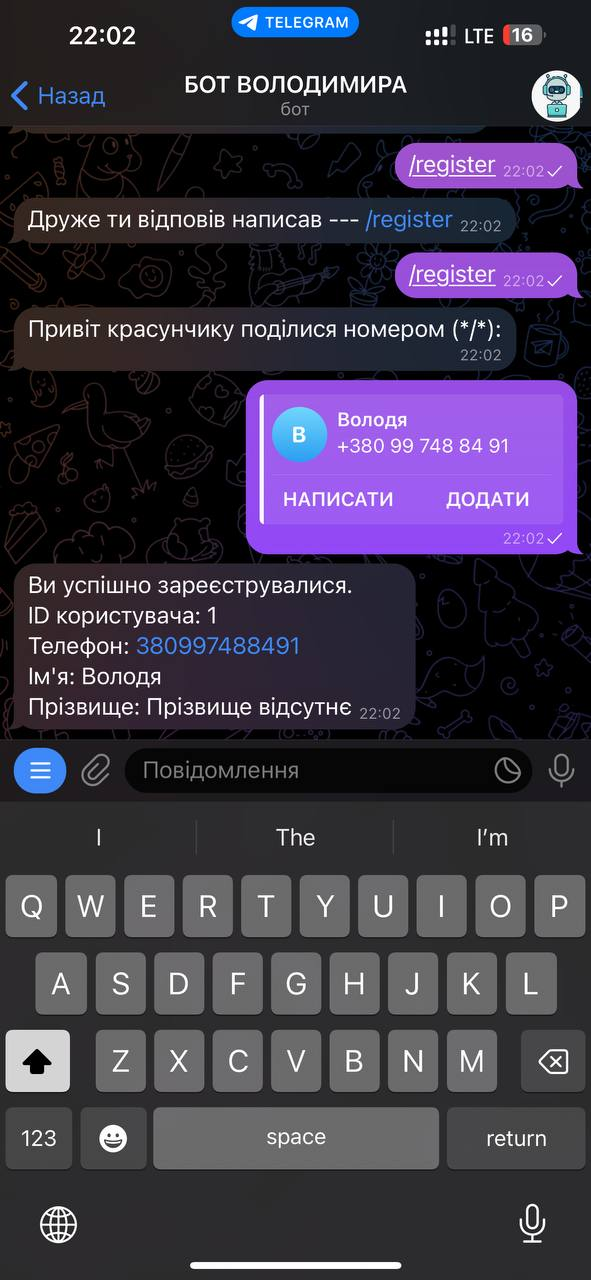 22:02
TELEGRAM
LTE 16
Назад
БОТ ВОЛОДИМИРА
бот
/register 22:02
Друже ти відповів написав --- /register 22:02
/register 22:02
Привіт красунчику поділися номером (*/*):
22:02
В
Володя
+380 99 748 84 91
НАПИСАТИ ДОДАТИ
22:02
Ви успішно зареєструвалися.
ID користувача: 1
Телефон: 380997488491
Ім'я: Володя
Прізвище: Прізвище відсутнє 22:02
Повідомлення
I The I'm
Q W E R T Y U I O P
A S D F G H J K L
Z X C V B N M
123 space return